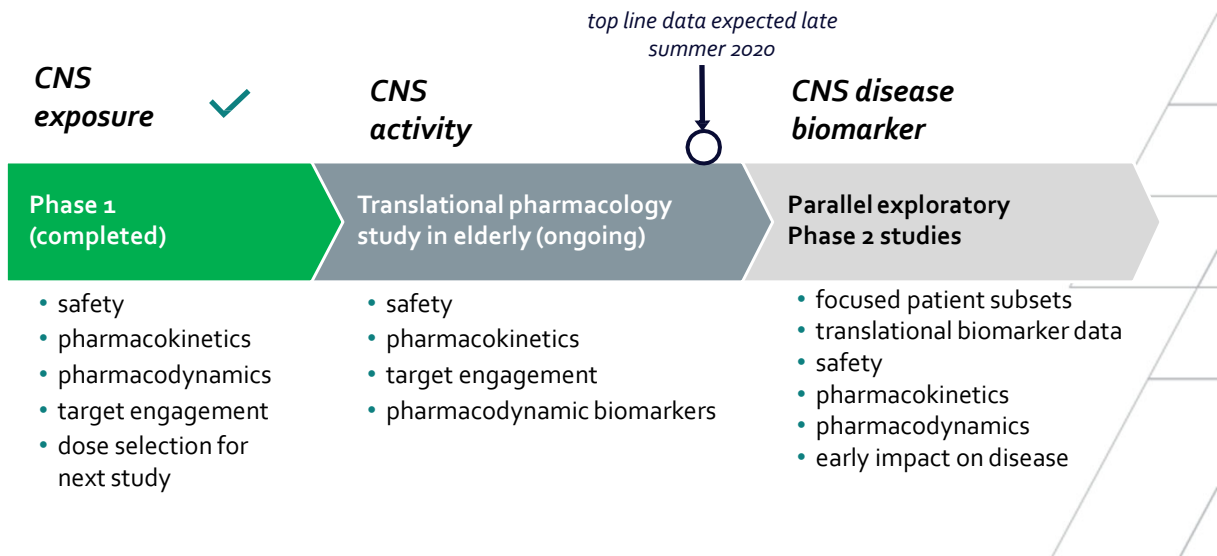 top line data expected late
summer 2020
CNS
exposure
CNS
activity
CNS disease
biomarker
Phase 1
(completed)
Translational pharmacology
study in elderly (ongoing)
Parallel exploratory
Phase 2 studies
• safety
• pharmacokinetics
• pharmacodynamics
• target engagement
• dose selection for
next study
• safety
• pharmacokinetics
• target engagement
• pharmacodynamic biomarkers
• focused patient subsets
• translational biomarker data
• safety
• pharmacokinetics
• pharmacodynamics
• early impact on disease